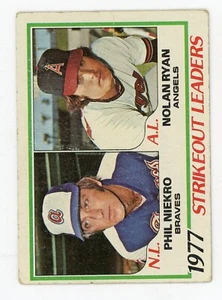 1977 STRIKEOUT LEADERS
N.L. PHIL NIEKRO
BRAVES
A.L. NOLAN RYAN
ANGELS